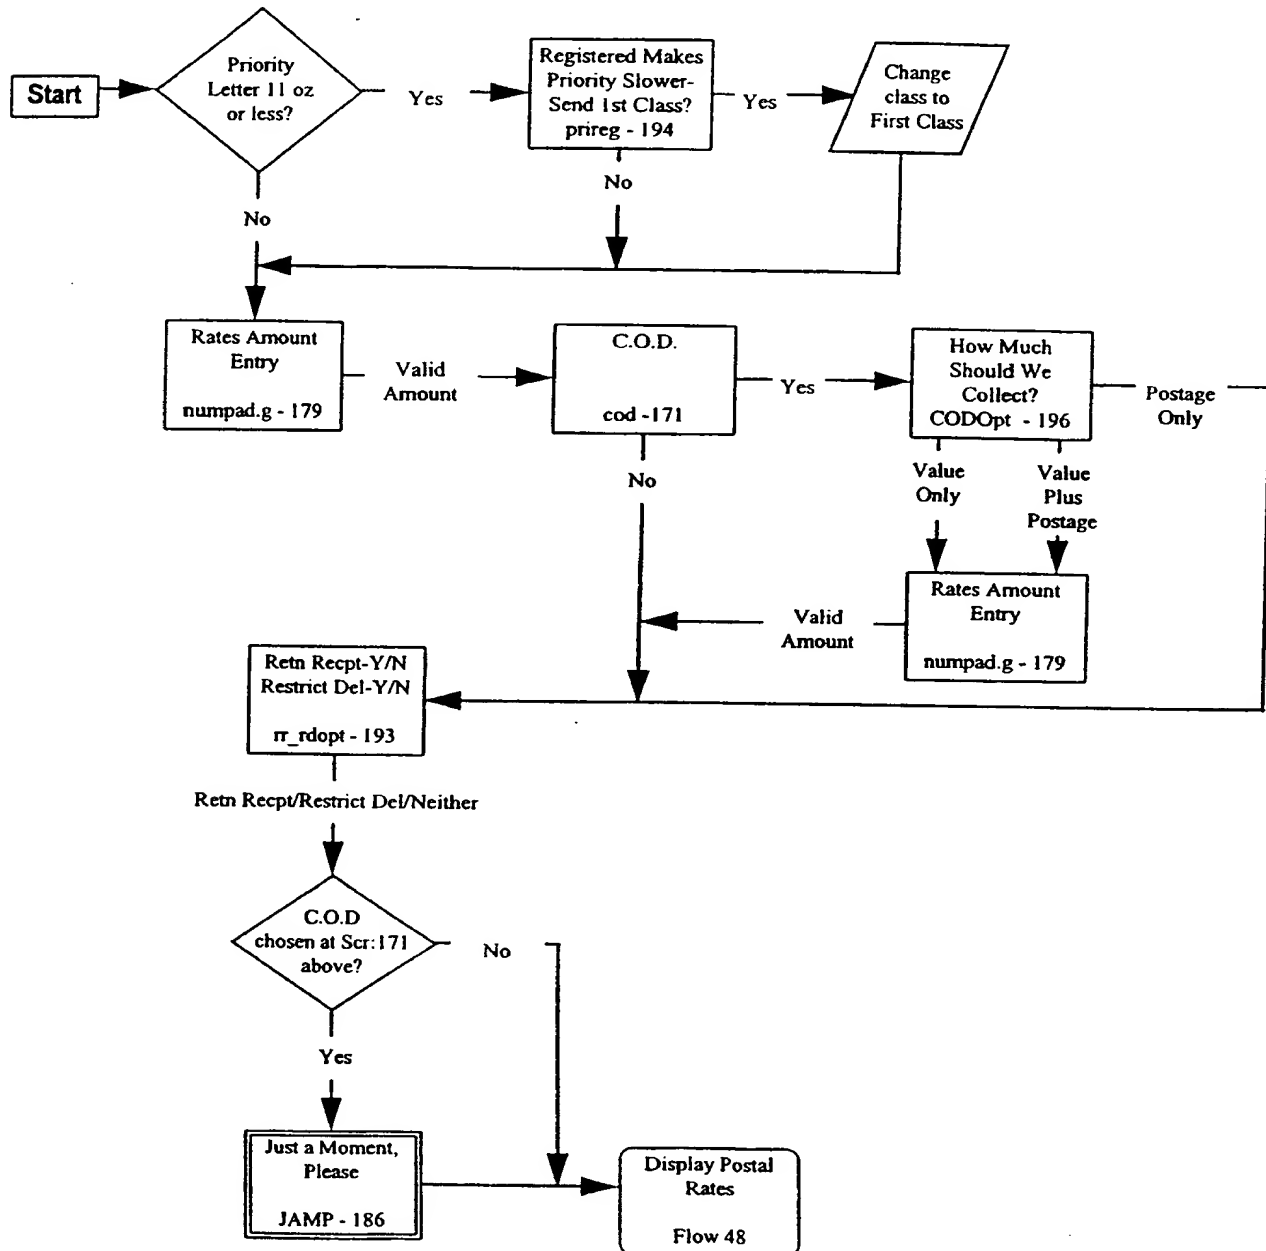 Start
Priority
Letter 11 oz
or less?
Yes
Registered Makes
Priority Slower-
Send 1st Class?
prireg - 194
Yes
Change
class to
First Class
No
No
Rates Amount
Entry
numpad.g - 179
Valid
Amount
C.O.D.
cod -171
Yes
How Much
Should We
Collect?
CODOpt - 196
Postage
Only
No
Value
Only
Value
Plus
Postage
Rates Amount
Entry
numpad.g - 179
Valid
Amount
Retn Recpt-Y/N
Restrict Del-Y/N
rr_rdopt - 193
Retn Recpt/Restrict Del/Neither
C.O.D
chosen at Scr:171
above?
No
Yes
Just a Moment,
Please
JAMP - 186
Display Postal
Rates
Flow 48